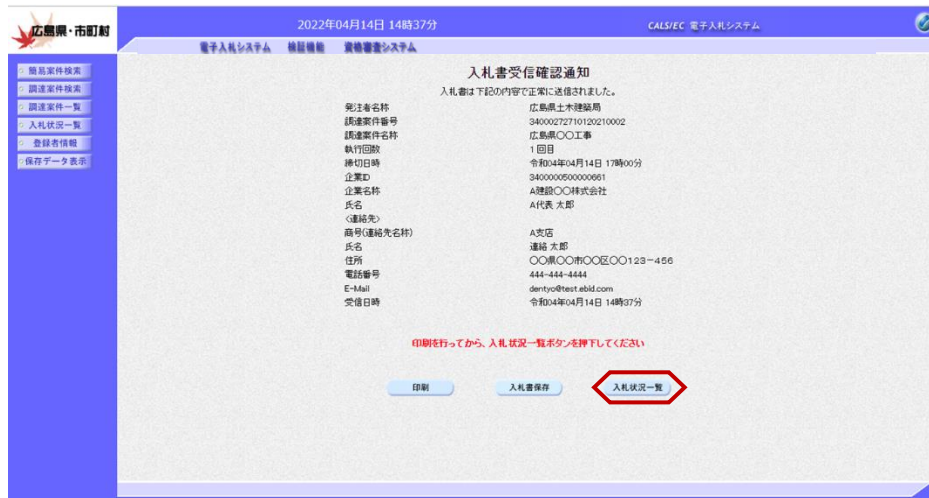 広島県・市町村
2022年04月14日 14時37分
CALS/EC 電子入札システム
電子入札システム 検証機能 資格審査システム
簡易案件検索
調達案件検索
調達案件一覧
入札状況一覧
登録者情報
保存データ表示
入札書受信確認通知
入札書は下記の内容で正常に送信されました。
発注者名称 広島県土木建築局
調達案件番号 34000272710120210002
調達案件名称 広島県〇〇工事
執行回数 1回目
締切日時 令和04年04月14日 17時00分
企業ID 3400000500000661
企業名称 A建設〇〇株式会社
氏名 A代表 太郎
<連絡先>
商号(連絡先名称) A支店
氏名 連絡 太郎
住所 〇〇県〇〇市〇〇区〇〇123-456
電話番号 444-444-4444
E-Mail dentyo@test.ebid.com
受信日時 令和04年04月14日 14時37分
印刷を行ってから、入札状況一覧ボタンを押下してください
印刷 入札書保存 入札状況一覧